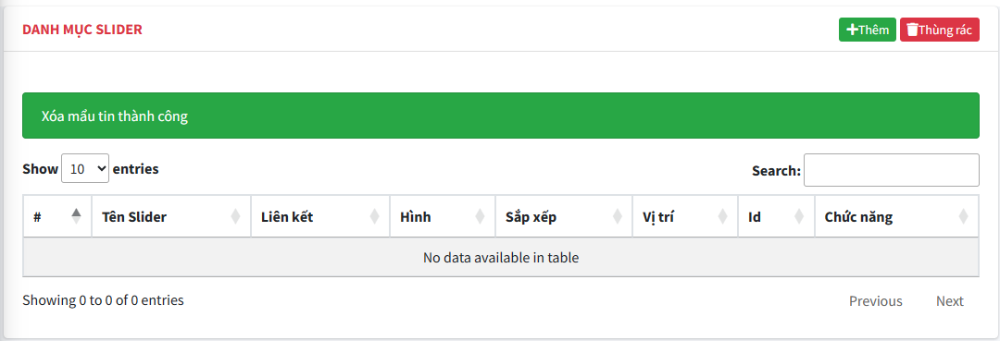 DANH MỤC SLIDER Thêm Thùng rác
Xóa mẩu tin thành công
Show 10 entries Search:
# Tên Slider Liên kết Hình Sắp xếp Vị trí Id Chức năng
No data available in table
Showing 0 to 0 of 0 entries Previous Next